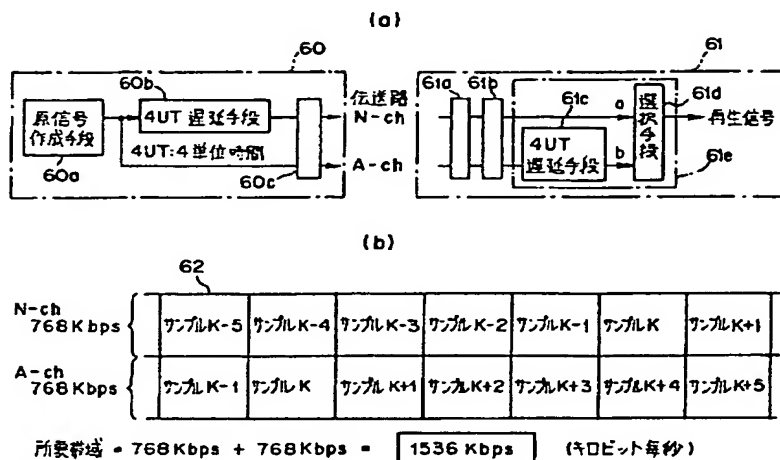 (a)
60
61
原信号
作成手段
60a
60b
4UT 遅延手段
4UT:4単位時間
60c
伝送路
N-ch
A-ch
61a
61b
61c
4UT
遅延手段
a
b
選択手段
61d
61e
再生信号
(b)
62
N-ch
768Kbps
サンプルK-5 サンプルK-4 サンプルK-3 サンプルK-2 サンプルK-1 サンプルK サンプルK+1
A-ch
768Kbps
サンプルK-1 サンプルK サンプルK+1 サンプルK+2 サンプルK+3 サンプルK+4 サンプルK+5
所要帯域 = 768Kbps + 768Kbps = 1536 Kbps (キロビット毎秒)